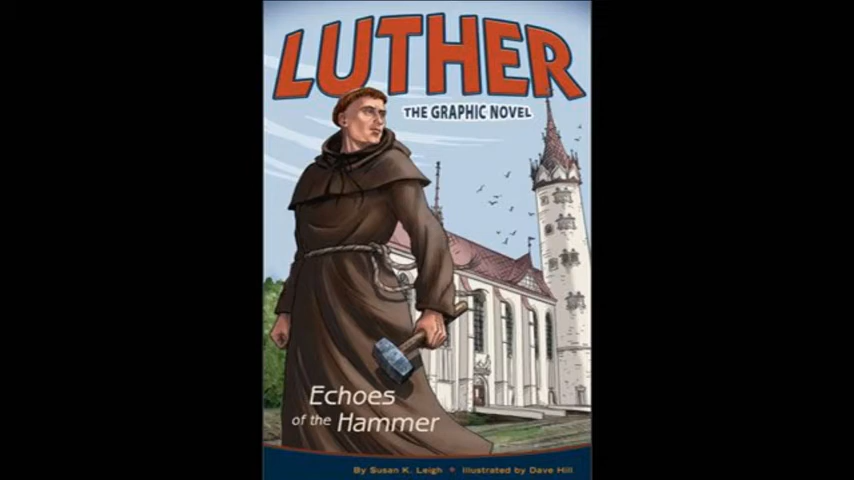 LUTHER
THE GRAPHIC NOVEL
Echoes
of the Hammer
By Susan K. Leigh • Illustrated by Dave Hill